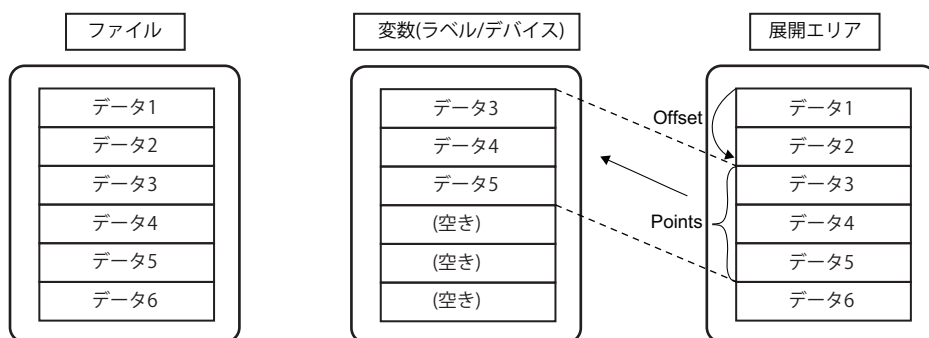 ファイル
データ1
データ2
データ3
データ4
データ5
データ6
変数(ラベル/デバイス)
データ3
データ4
データ5
(空き)
(空き)
(空き)
Offset
Points
展開エリア
データ1
データ2
データ3
データ4
データ5
データ6